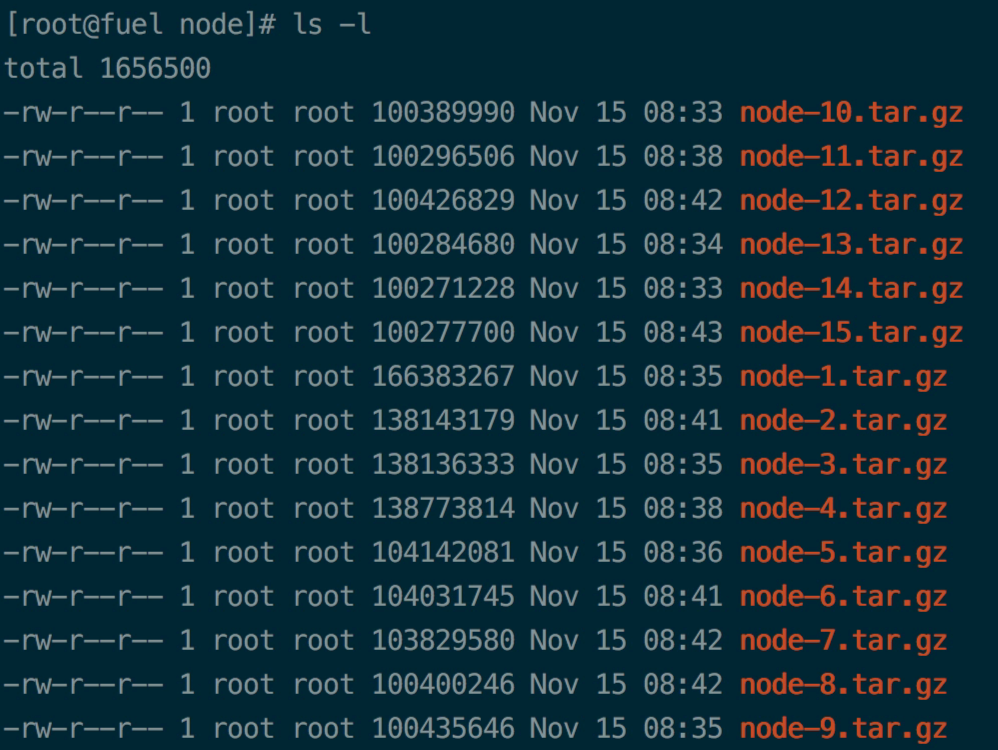 [root@fuel node]# ls -l
total 1656500
-rw-r--r-- 1 root root 100389990 Nov 15 08:33 node-10.tar.gz
-rw-r--r-- 1 root root 100296506 Nov 15 08:38 node-11.tar.gz
-rw-r--r-- 1 root root 100426829 Nov 15 08:42 node-12.tar.gz
-rw-r--r-- 1 root root 100284680 Nov 15 08:34 node-13.tar.gz
-rw-r--r-- 1 root root 100271228 Nov 15 08:33 node-14.tar.gz
-rw-r--r-- 1 root root 100277700 Nov 15 08:43 node-15.tar.gz
-rw-r--r-- 1 root root 166383267 Nov 15 08:35 node-1.tar.gz
-rw-r--r-- 1 root root 138143179 Nov 15 08:41 node-2.tar.gz
-rw-r--r-- 1 root root 138136333 Nov 15 08:35 node-3.tar.gz
-rw-r--r-- 1 root root 138773814 Nov 15 08:38 node-4.tar.gz
-rw-r--r-- 1 root root 104142081 Nov 15 08:36 node-5.tar.gz
-rw-r--r-- 1 root root 104031745 Nov 15 08:41 node-6.tar.gz
-rw-r--r-- 1 root root 103829580 Nov 15 08:42 node-7.tar.gz
-rw-r--r-- 1 root root 100400246 Nov 15 08:42 node-8.tar.gz
-rw-r--r-- 1 root root 100435646 Nov 15 08:35 node-9.tar.gz